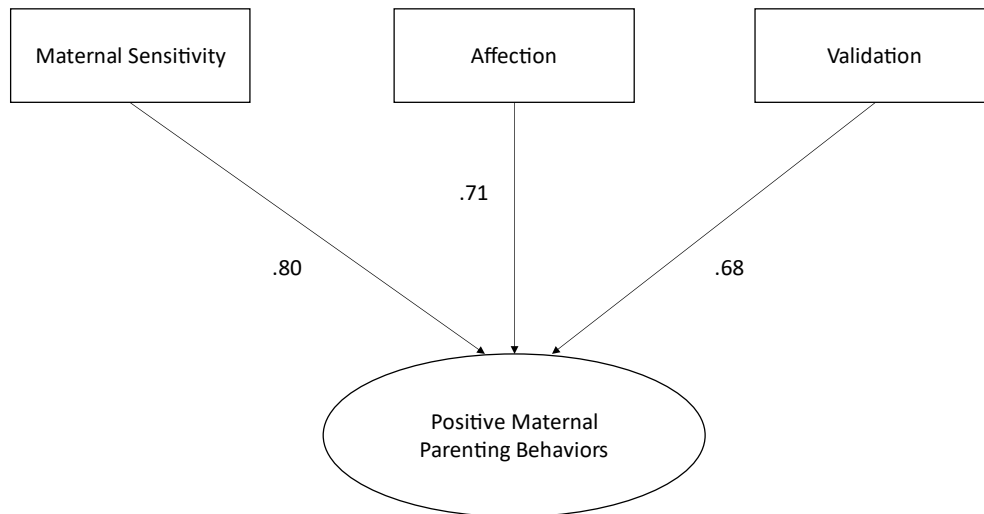 Maternal Sensitivity
Affection
Validation
.71
.80
.68
Positive Maternal
Parenting Behaviors